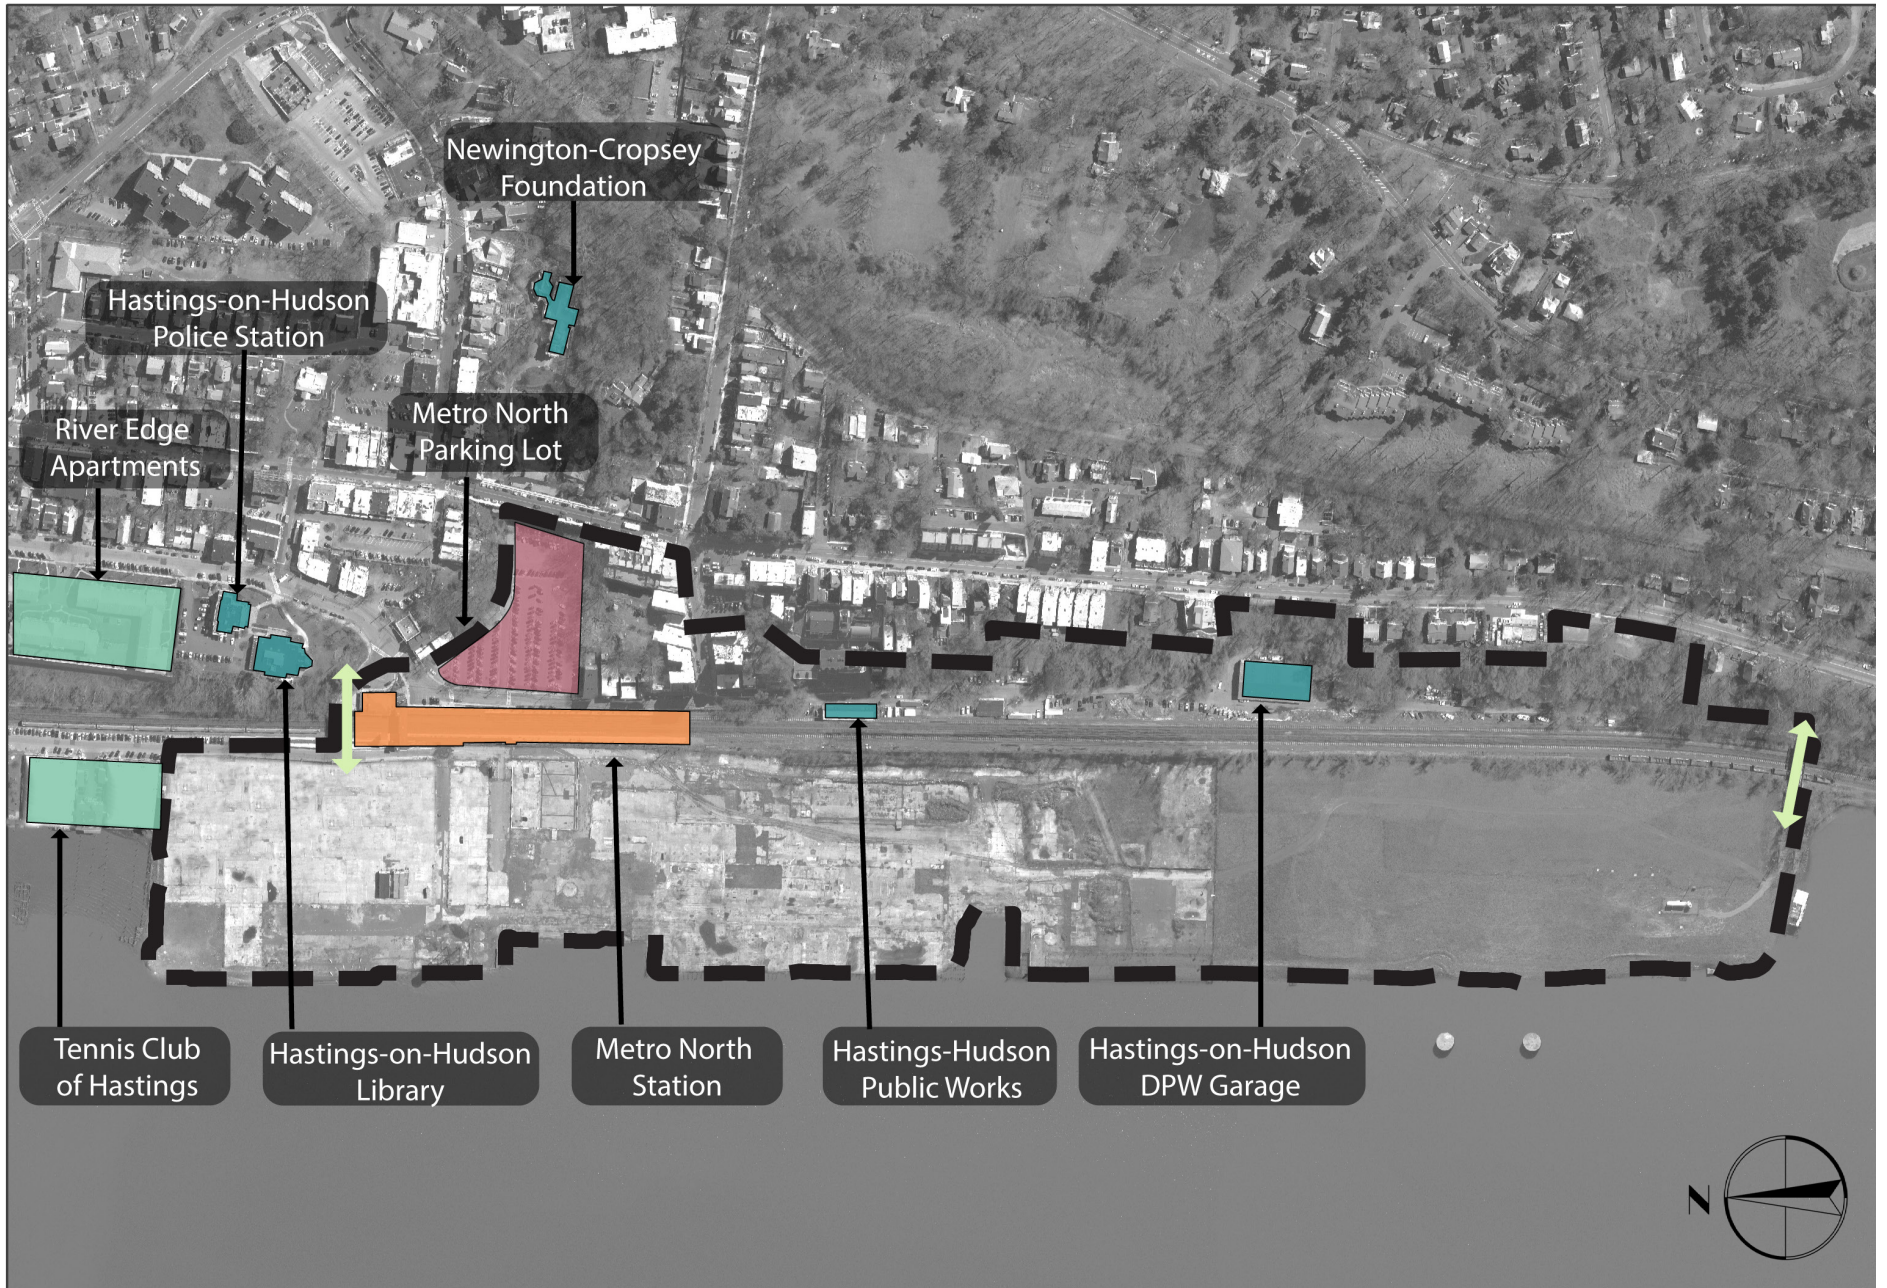 Newington-Cropsey
Foundation
Hastings-on-Hudson
Police Station
Metro North
Parking Lot
River Edge
Apartments
Tennis Club
of Hastings
Hastings-on-Hudson
Library
Metro North
Station
Hastings-Hudson
Public Works
Hastings-on-Hudson
DPW Garage
N